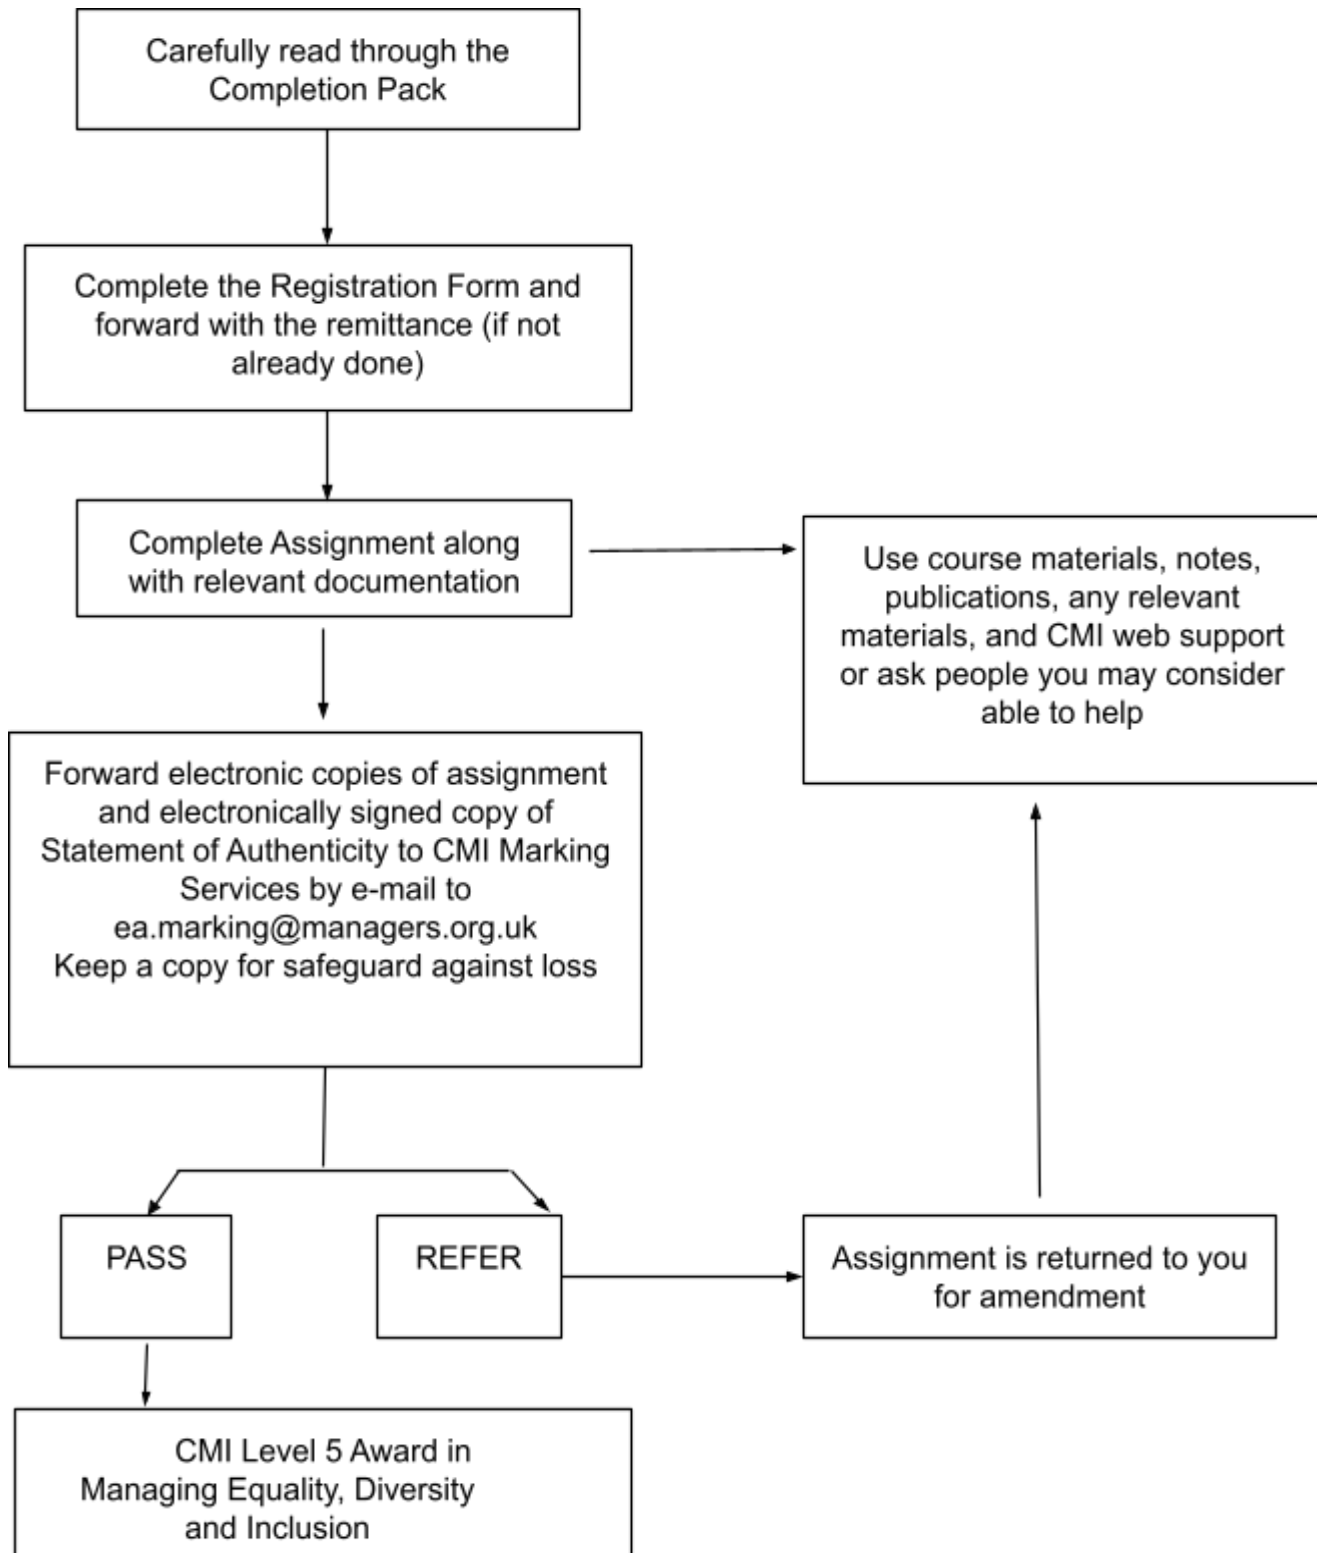 Carefully read through the
Completion Pack
Complete the Registration Form and
forward with the remittance (if not
already done)
Complete Assignment along
with relevant documentation
Use course materials, notes,
publications, any relevant
materials, and CMI web support
or ask people you may consider
able to help
Forward electronic copies of assignment
and electronically signed copy of
Statement of Authenticity to CMI Marking
Services by e-mail to
ea.marking@managers.org.uk
Keep a copy for safeguard against loss
PASS
REFER
Assignment is returned to you
for amendment
CMI Level 5 Award in
Managing Equality, Diversity
and Inclusion